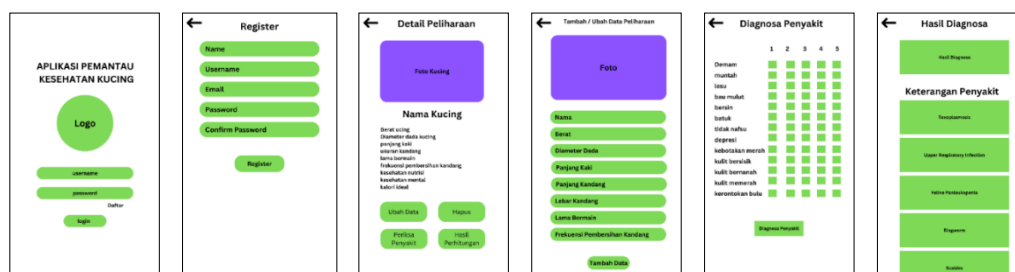 APLIKASI PEMANTAU
KESEHATAN KUCING
Logo
username
password
Daftar
login
Register
Name
Username
Email
Password
Confirm Password
Register
Detail Peliharaan
Foto Kucing
Nama Kucing
Berat ucing
Diameter dada kucing
panjang kaki
ukuran kandang
lama bermain
frekuensi pembersihan kandang
kesehatan nutrisi
kesehatan mental
kalori ideal
Ubah Data
Hapus
Periksa
Penyakit
Hasil
Perhitungan
Tambah / Ubah Data Peliharaan
Foto
Nama
Berat
Diameter Dada
Panjang Kaki
Panjang Kandang
Lebar Kandang
Lama Bermain
Frekuensi Pembersihan Kandang
Tambah Data
Diagnosa Penyakit
1 2 3 4 5
Demam
muntah
lesu
bau mulut
bersin
batuk
tidak nafsu
depresi
kebotakan merah
kulit bersisik
kulit bernanah
kulit memerah
kerontokan bulu
Diagnosa Penyakit
Hasil Diagnosa
Hasil Diagnosa
Keterangan Penyakit
Toxoplasmosis
Upper Respiratory Infection
Feline Panleukopenia
Ringworm
Scabies